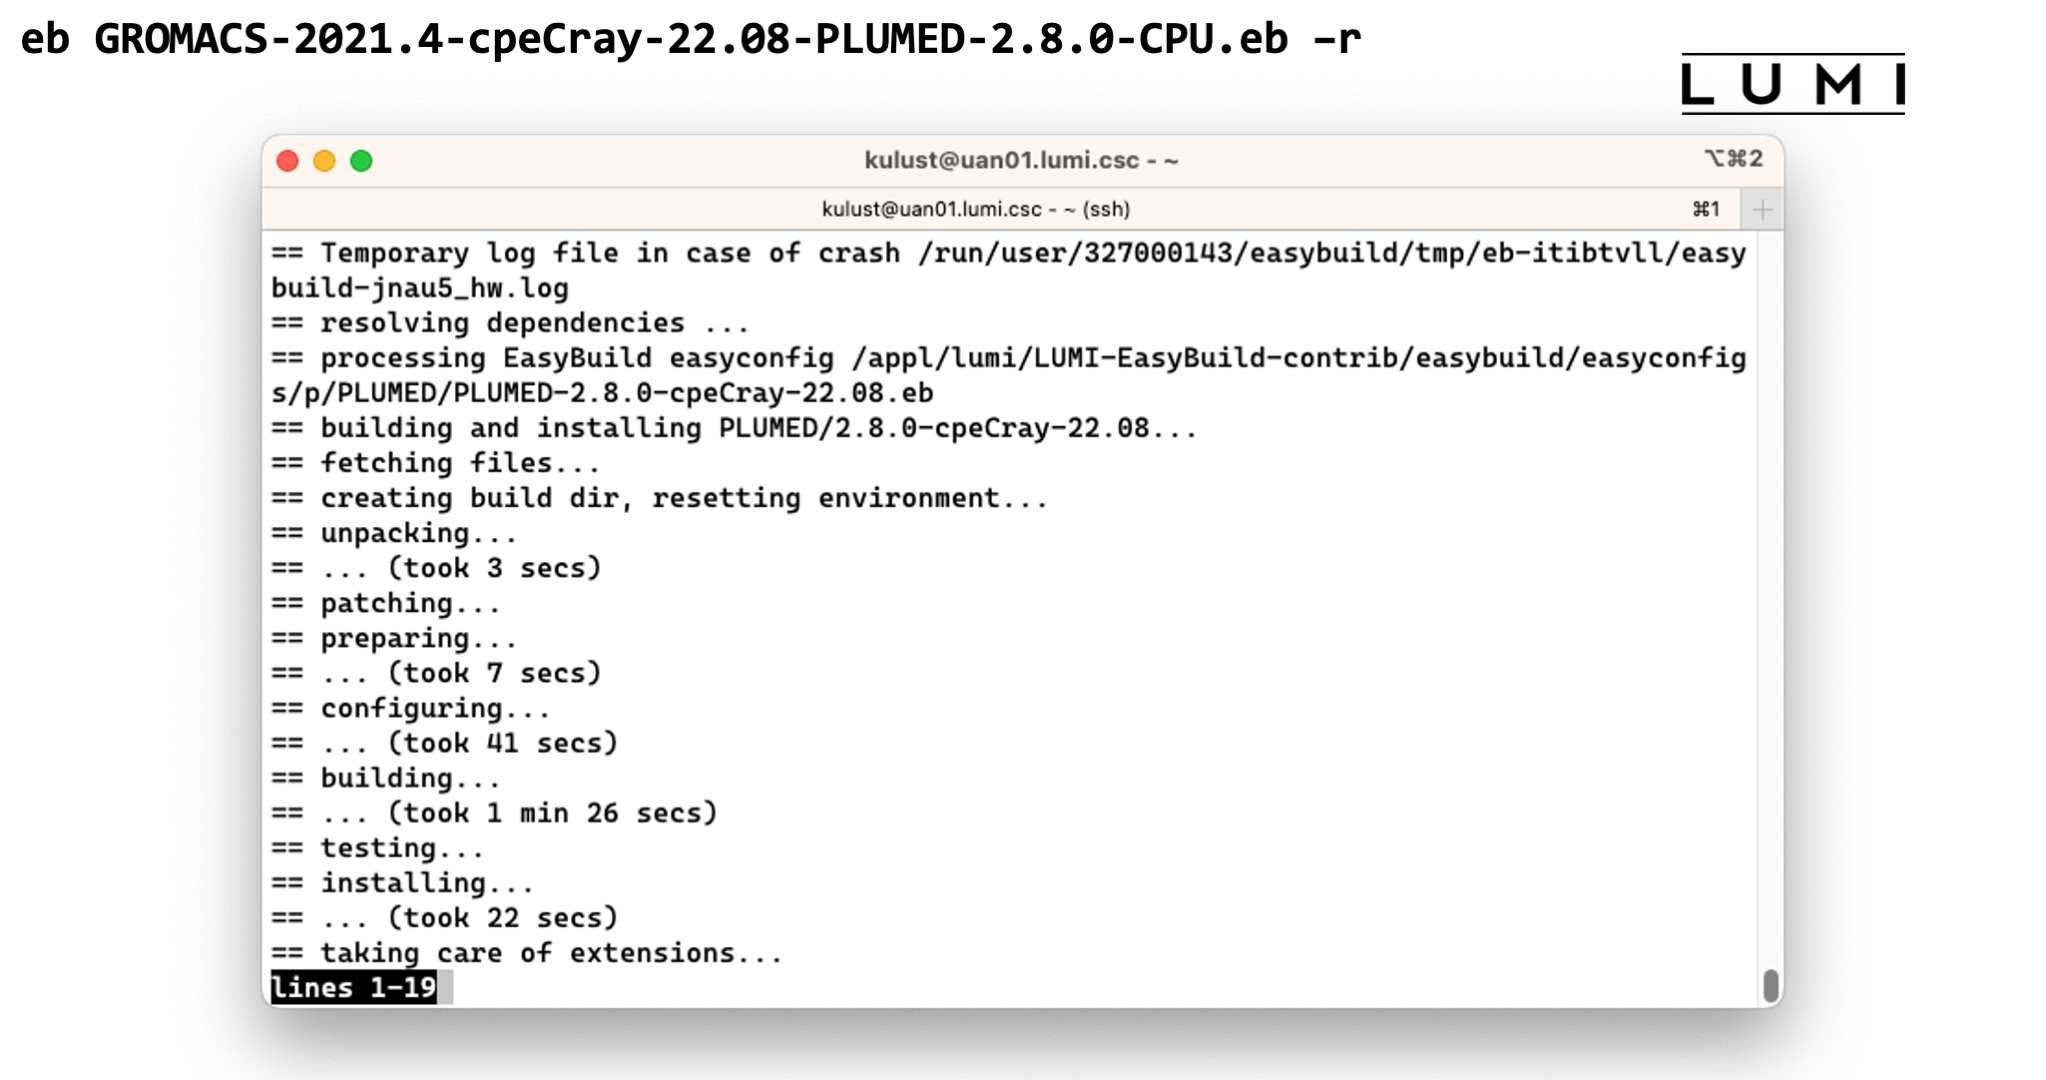 eb GROMACS-2021.4-cpeCray-22.08-PLUMED-2.8.0-CPU.eb –r
LUMI
kulust@uan01.lumi.csc - ~
⌥⌘2
kulust@uan01.lumi.csc - ~ (ssh)
⌘1
+
== Temporary log file in case of crash /run/user/327000143/easybuild/tmp/eb-itibtvll/easy
build-jnau5_hw.log
== resolving dependencies ...
== processing EasyBuild easyconfig /appl/lumi/LUMI-EasyBuild-contrib/easybuild/easyconfig
s/p/PLUMED/PLUMED-2.8.0-cpeCray-22.08.eb
== building and installing PLUMED/2.8.0-cpeCray-22.08...
== fetching files...
== creating build dir, resetting environment...
== unpacking...
== ... (took 3 secs)
== patching...
== preparing...
== ... (took 7 secs)
== configuring...
== ... (took 41 secs)
== building...
== ... (took 1 min 26 secs)
== testing...
== installing...
== ... (took 22 secs)
== taking care of extensions...
lines 1-19